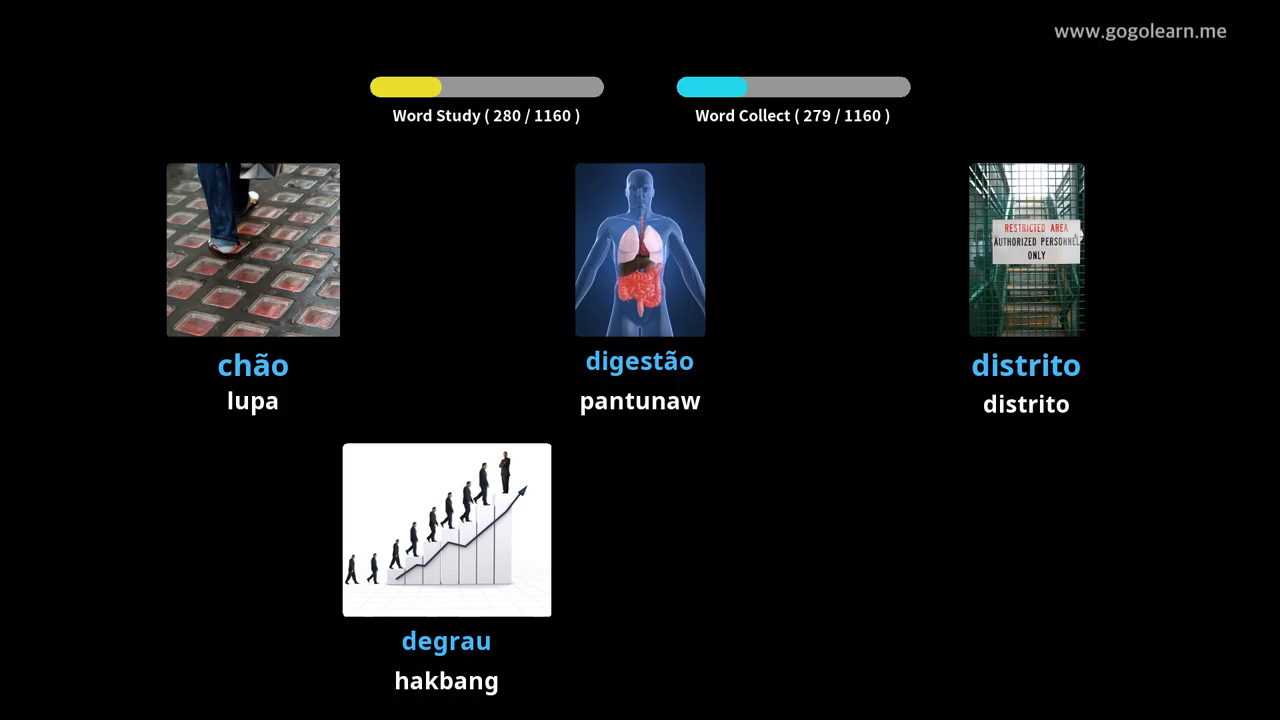 www.gogolearn.me
Word Study ( 280 / 1160 )
Word Collect ( 279 / 1160 )
RESTRICTED AREA
AUTHORIZED PERSONNEL
ONLY
chão
digestão
distrito
lupa
pantunaw
distrito
degrau
hakbang